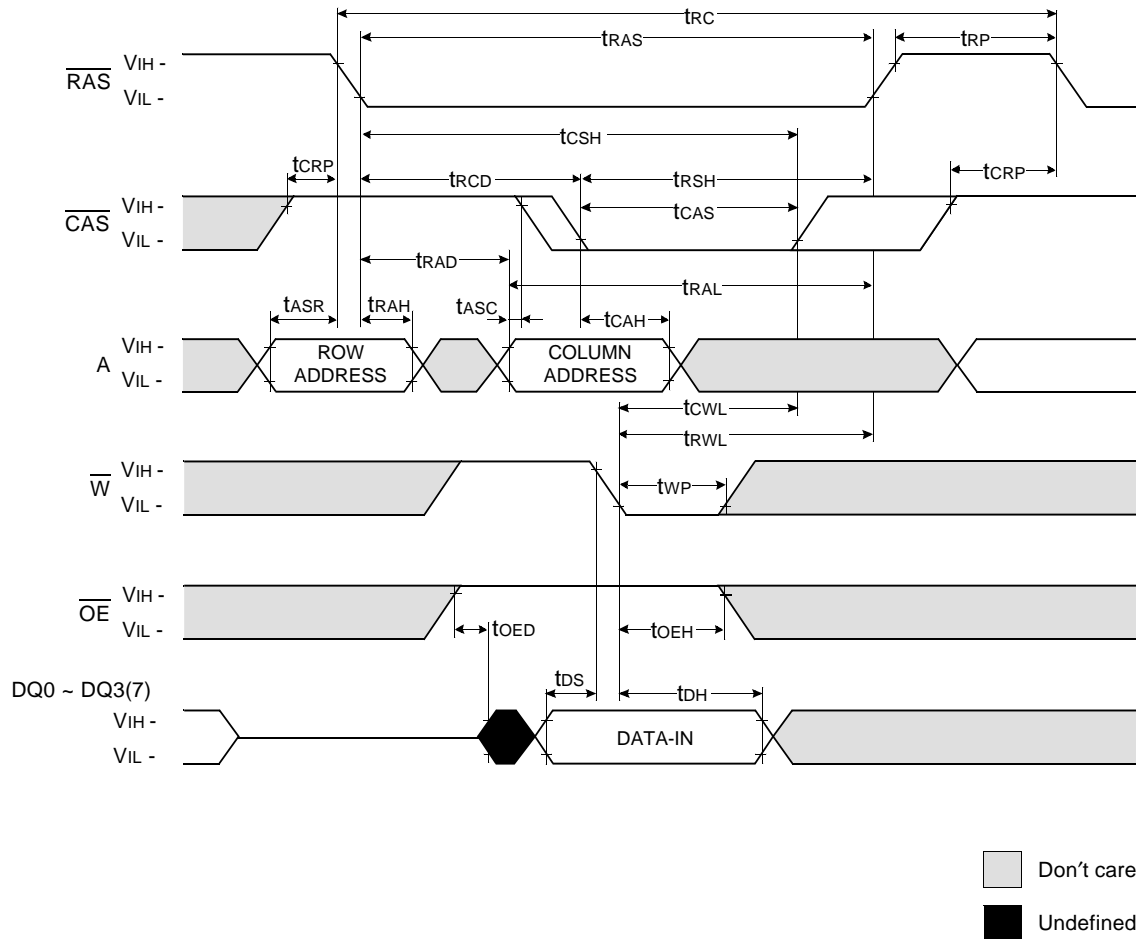 tRC
tRAS
tRP
RAS
VIH -
VIL -
tCSH
tCRP
tRCD
tRSH
tCRP
CAS
VIH -
VIL -
tCAS
tRAD
tRAL
tASR
tRAH
tASC
tCAH
A
VIH -
VIL -
ROW
ADDRESS
COLUMN
ADDRESS
tCWL
tRWL
W
VIH -
VIL -
tWP
OE
VIH -
VIL -
tOED
tOEH
DQ0 ~ DQ3(7)
tDS
tDH
VIH -
VIL -
DATA-IN
Don′t care
Undefined